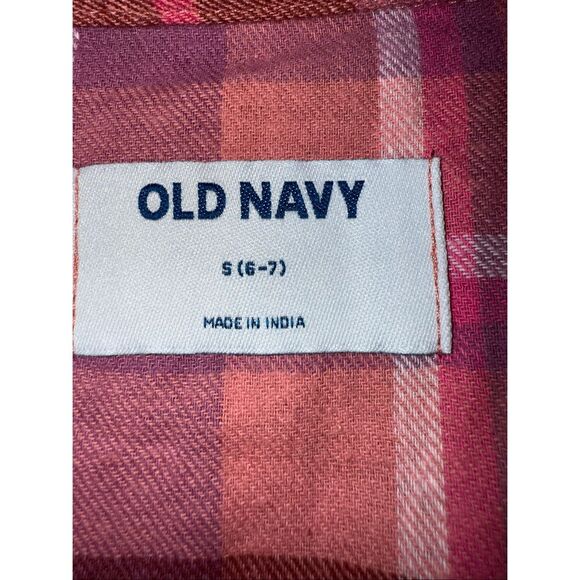 OLD NAVY
S (6-7)
MADE IN INDIA